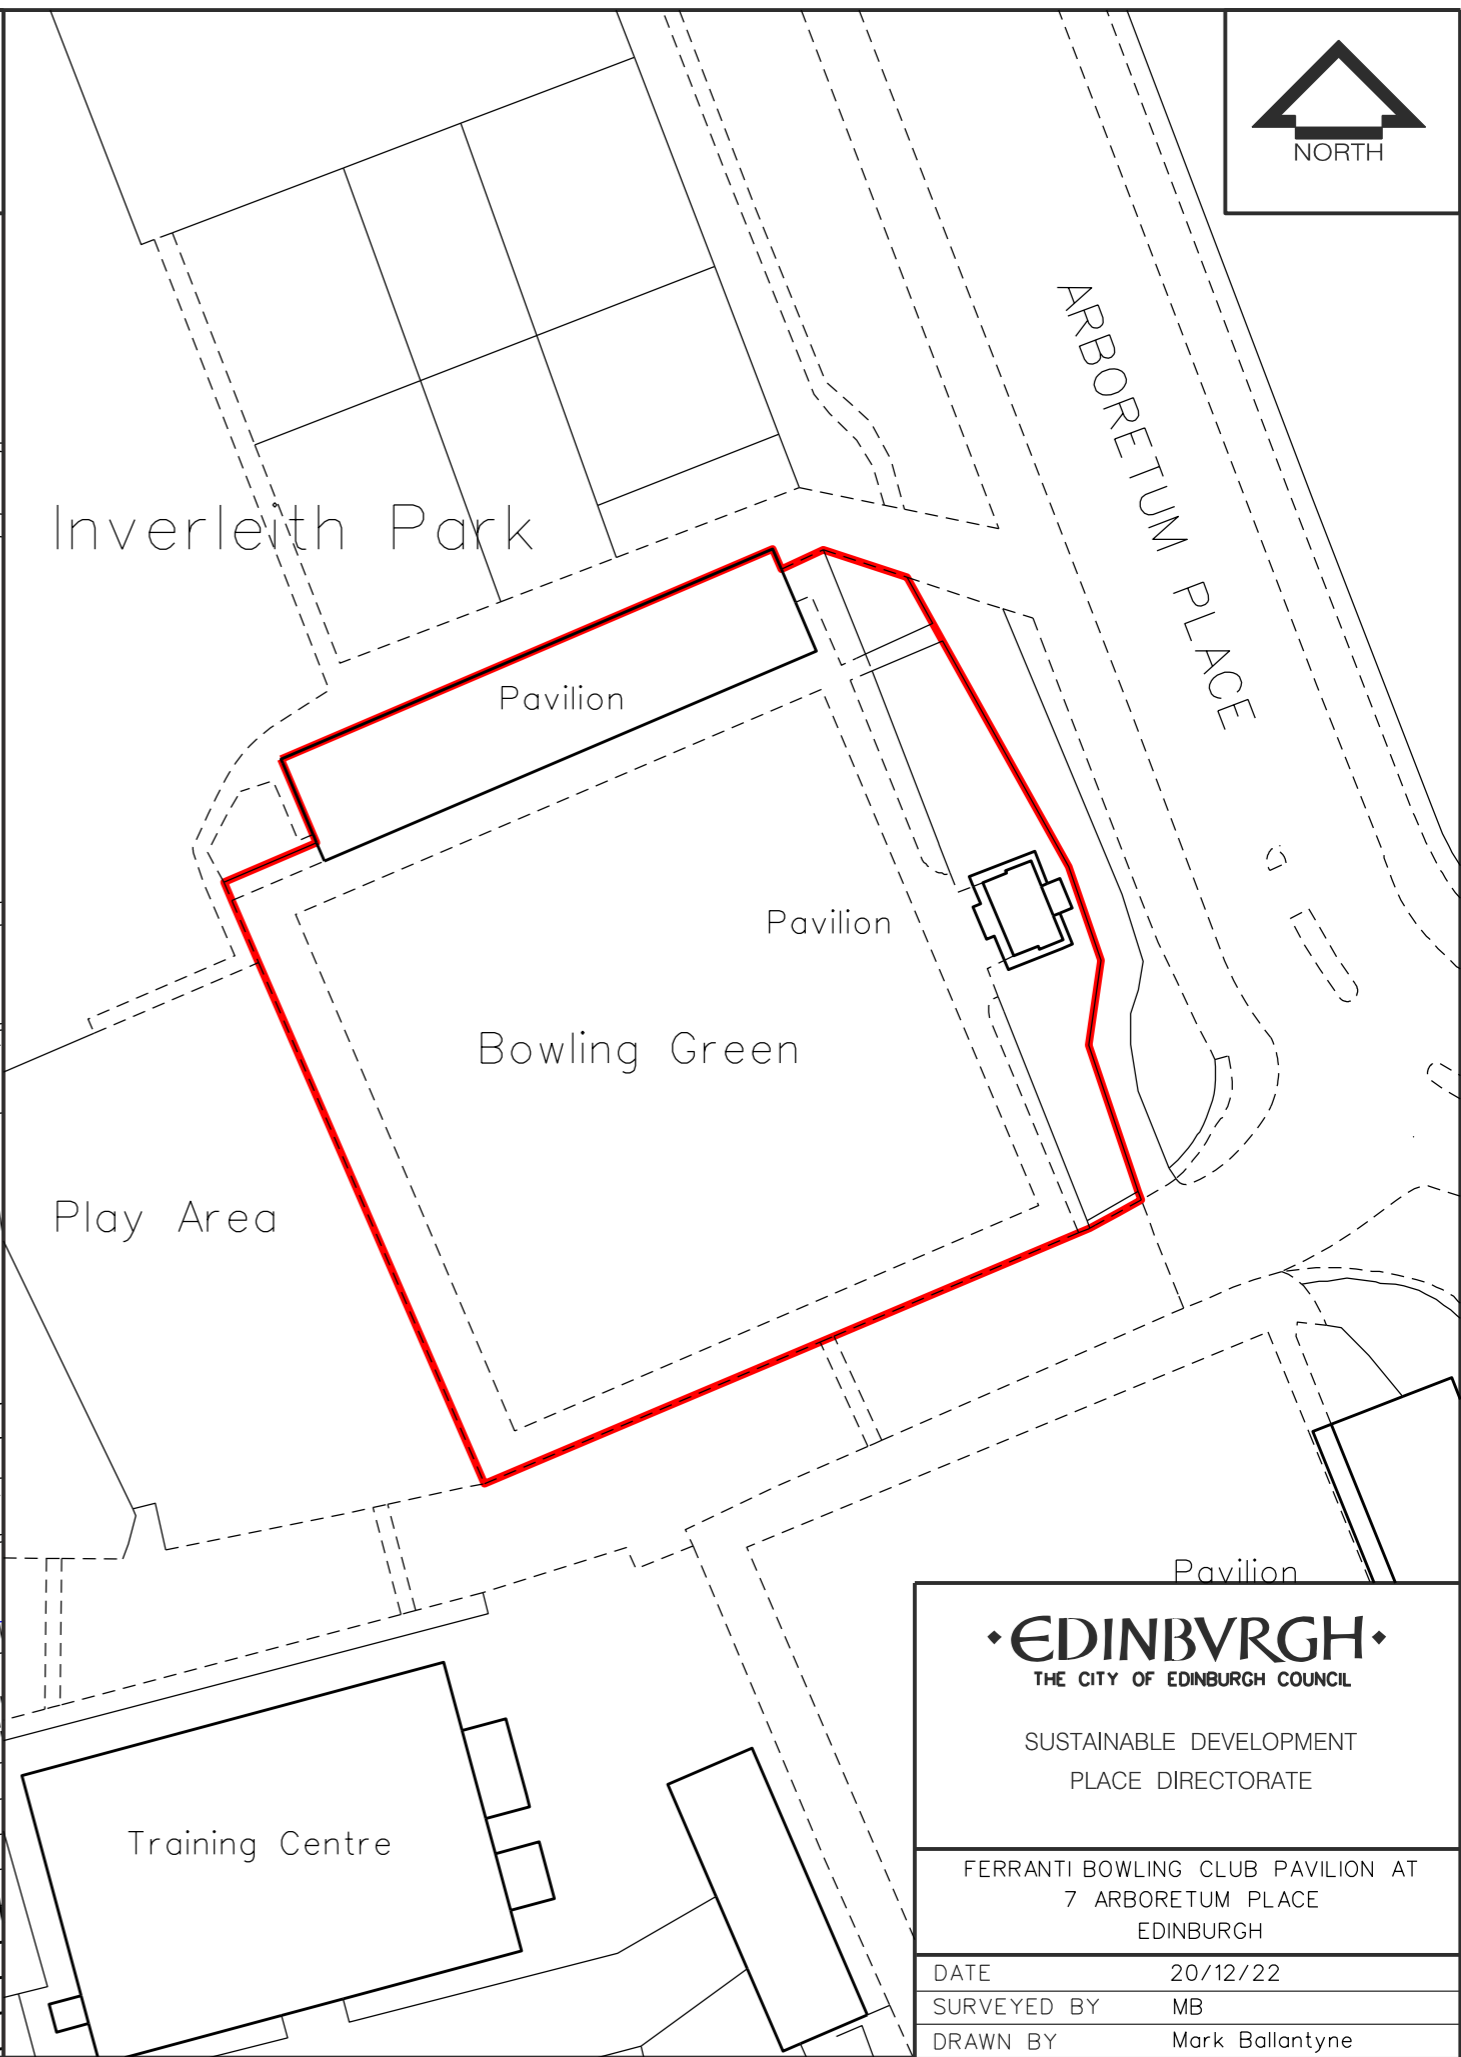 NORTH
ARBORETUM PLACE
Inverleith Park
Pavilion
Pavilion
Bowling Green
Play Area
Pavilion
Training Centre
·EDINBVRGH·
THE CITY OF EDINBURGH COUNCIL
SUSTAINABLE DEVELOPMENT
PLACE DIRECTORATE
FERRANTI BOWLING CLUB PAVILION AT
7 ARBORETUM PLACE
EDINBURGH
DATE 20/12/22
SURVEYED BY MB
DRAWN BY Mark Ballantyne